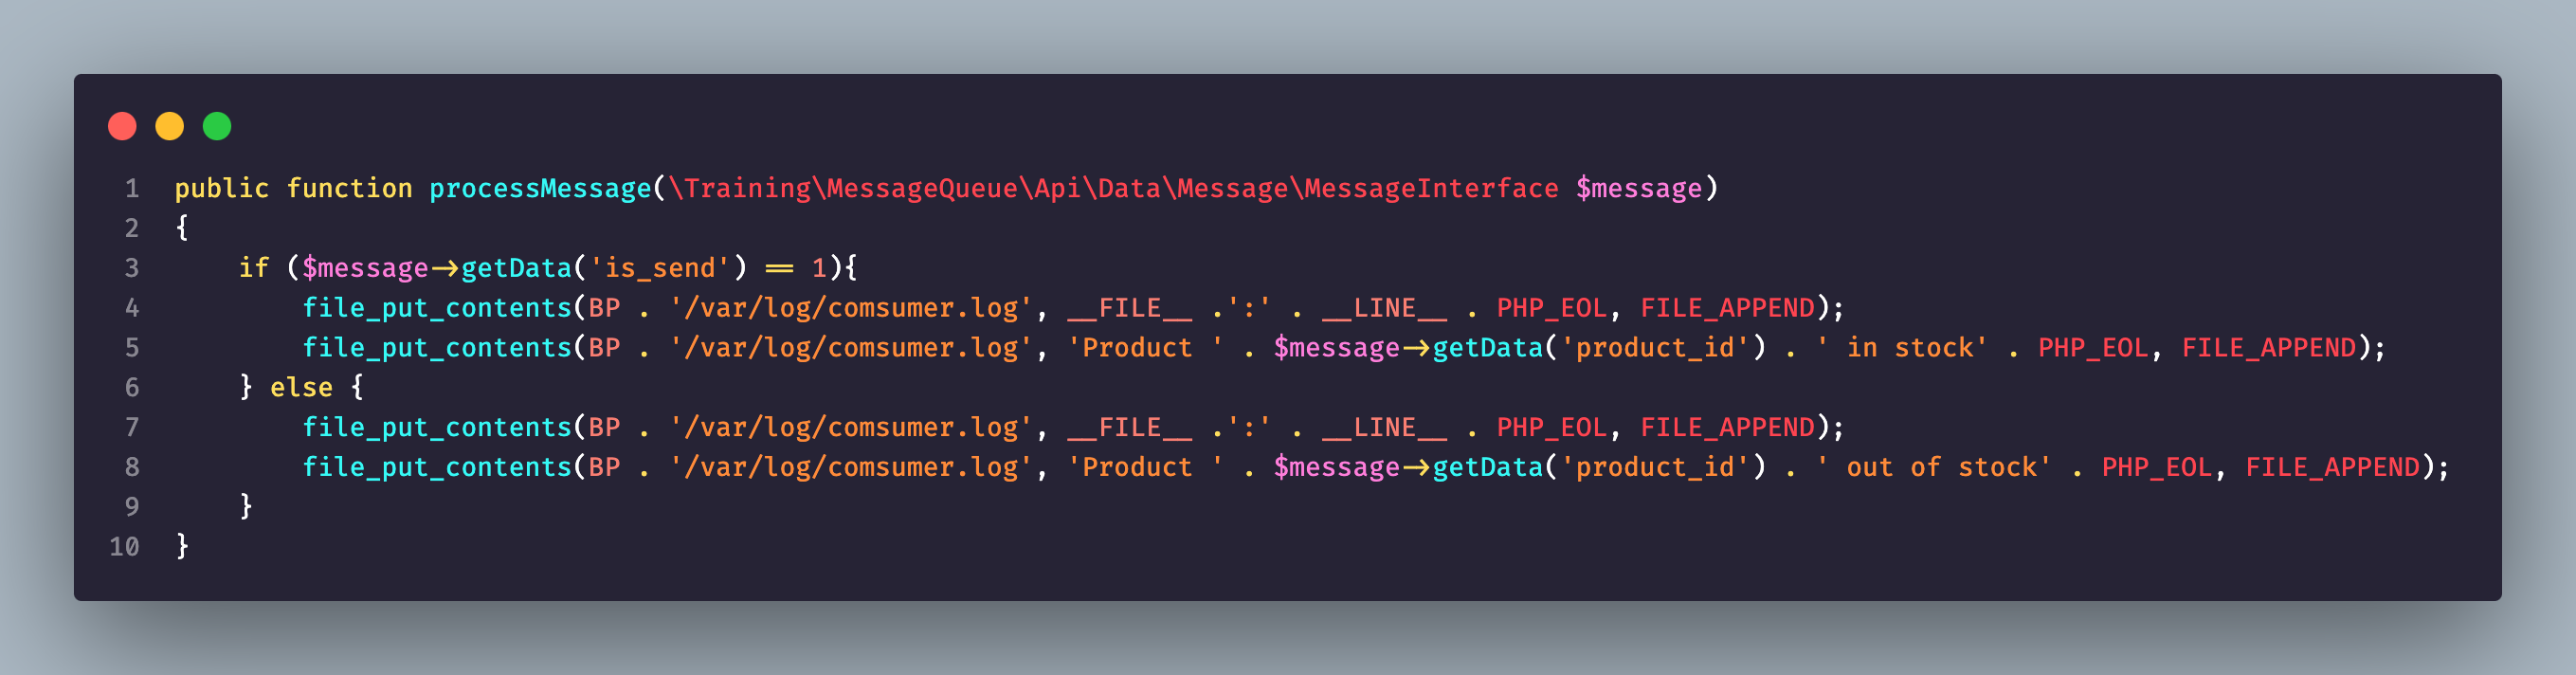 1 public function processMessage(\Training\MessageQueue\Api\Data\Message\MessageInterface $message)
2 {
3     if ($message->getData('is_send') == 1){
4         file_put_contents(BP . '/var/log/comsumer.log', __FILE__ .':' . __LINE__ . PHP_EOL, FILE_APPEND);
5         file_put_contents(BP . '/var/log/comsumer.log', 'Product ' . $message->getData('product_id') . ' in stock' . PHP_EOL, FILE_APPEND);
6     } else {
7         file_put_contents(BP . '/var/log/comsumer.log', __FILE__ .':' . __LINE__ . PHP_EOL, FILE_APPEND);
8         file_put_contents(BP . '/var/log/comsumer.log', 'Product ' . $message->getData('product_id') . ' out of stock' . PHP_EOL, FILE_APPEND);
9     }
10 }